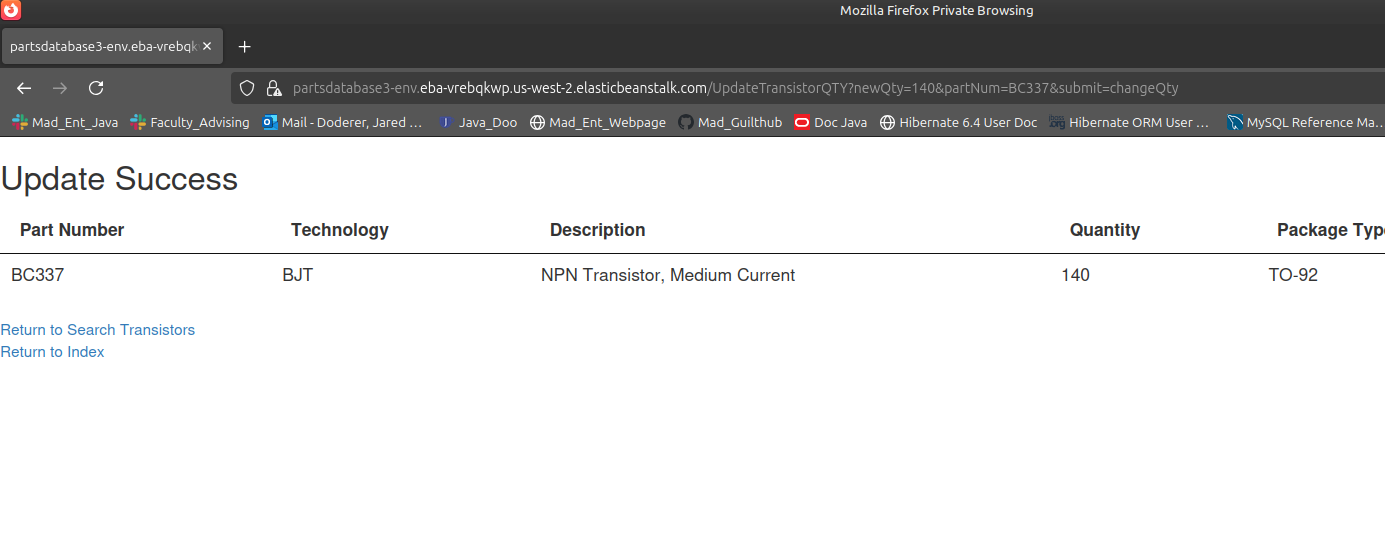 Mozilla Firefox Private Browsing
partsdatabase3-env.eba-vrebqk
partsdatabase3-env.eba-vrebqkwp.us-west-2.elasticbeanstalk.com/UpdateTransistorQTY?newQty=140&partNum=BC337&submit=changeQty
Mad_Ent_Java Faculty_Advising Mail - Doderer, Jared ... Java_Doo Mad_Ent_Webpage Mad_Guilthub Doc Java Hibernate 6.4 User Doc Hibernate ORM User ... MySQL Reference Ma...
Update Success
Part Number Technology Description Quantity Package Type
BC337 BJT NPN Transistor, Medium Current 140 TO-92
Return to Search Transistors
Return to Index